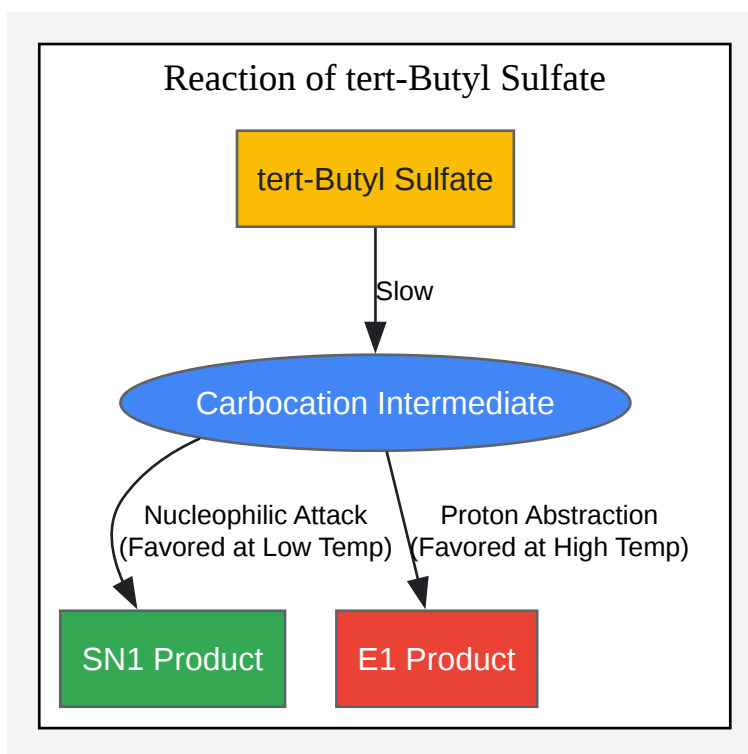 Reaction of tert-Butyl Sulfate
tert-Butyl Sulfate
Slow
Carbocation Intermediate
Nucleophilic Attack
(Favored at Low Temp)
Proton Abstraction
(Favored at High Temp)
SN1 Product
E1 Product